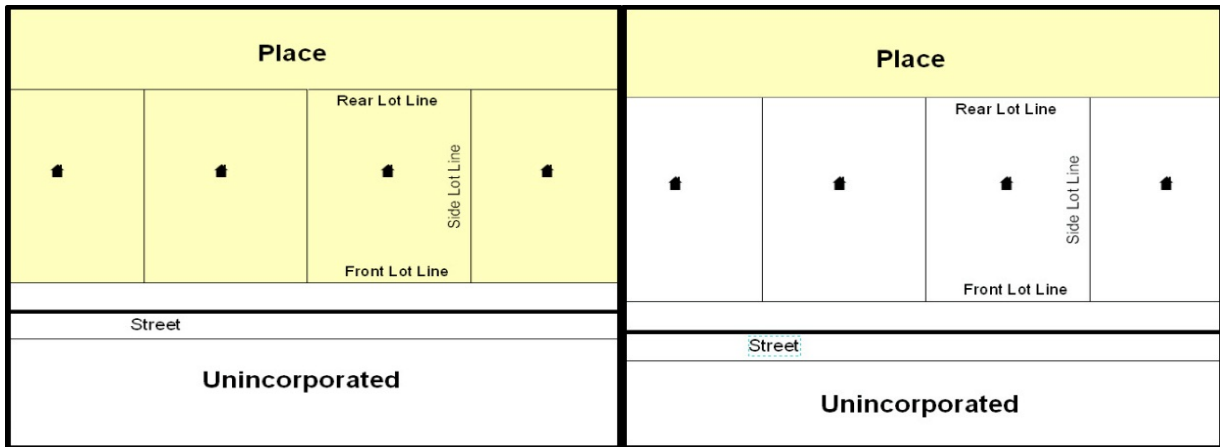 Place
Rear Lot Line
Side Lot Line
Front Lot Line
Street
Unincorporated
Place
Rear Lot Line
Side Lot Line
Front Lot Line
Street
Unincorporated